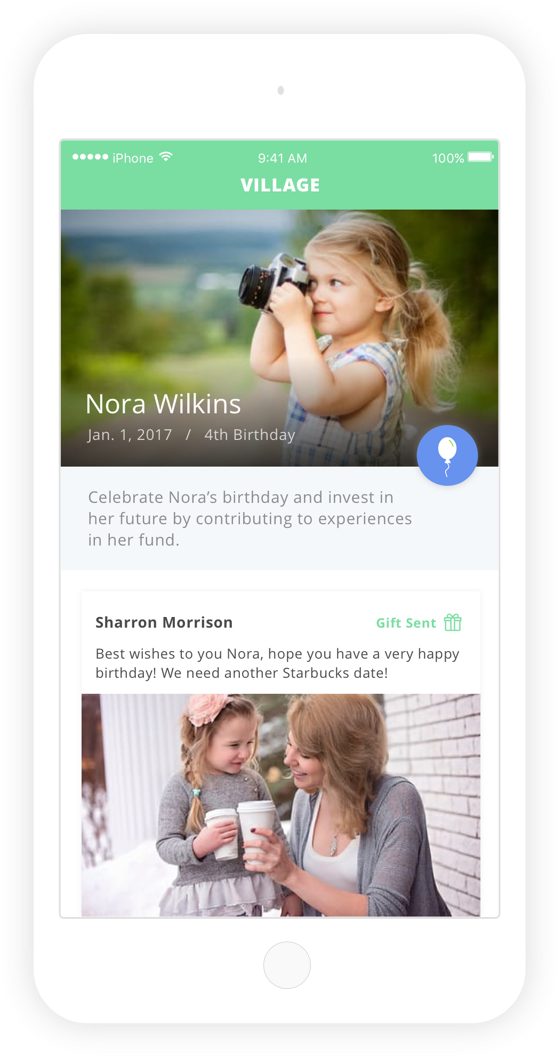 iPhone 9:41 AM 100%
VILLAGE
Nora Wilkins
Jan. 1, 2017 / 4th Birthday
Celebrate Nora’s birthday and invest in
her future by contributing to experiences
in her fund.
Sharron Morrison Gift Sent
Best wishes to you Nora, hope you have a very happy
birthday! We need another Starbucks date!